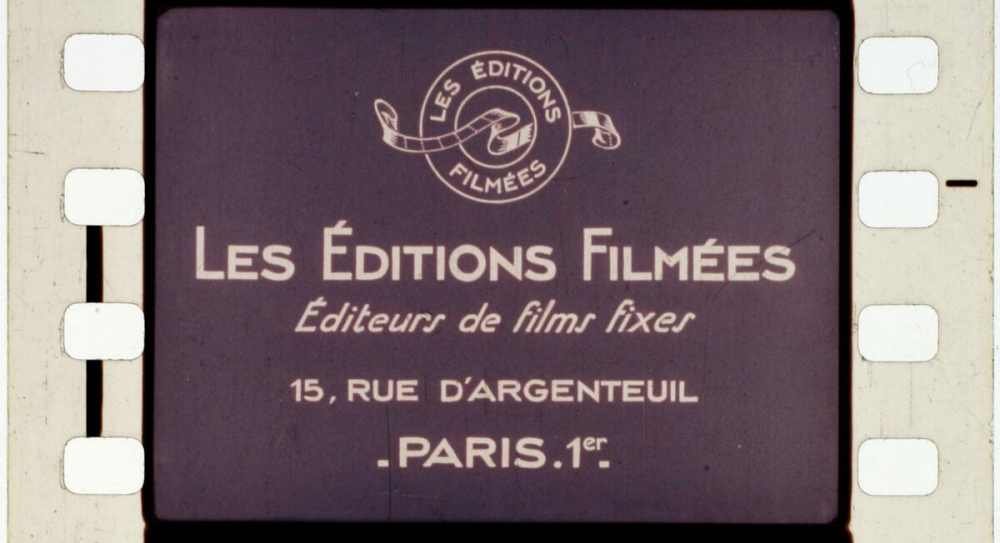 LES ÉDITIONS
FILMÉES
LES ÉDITIONS FILMÉES
Éditeurs de films fixes
15, RUE D'ARGENTEUIL
.PARIS.1er.